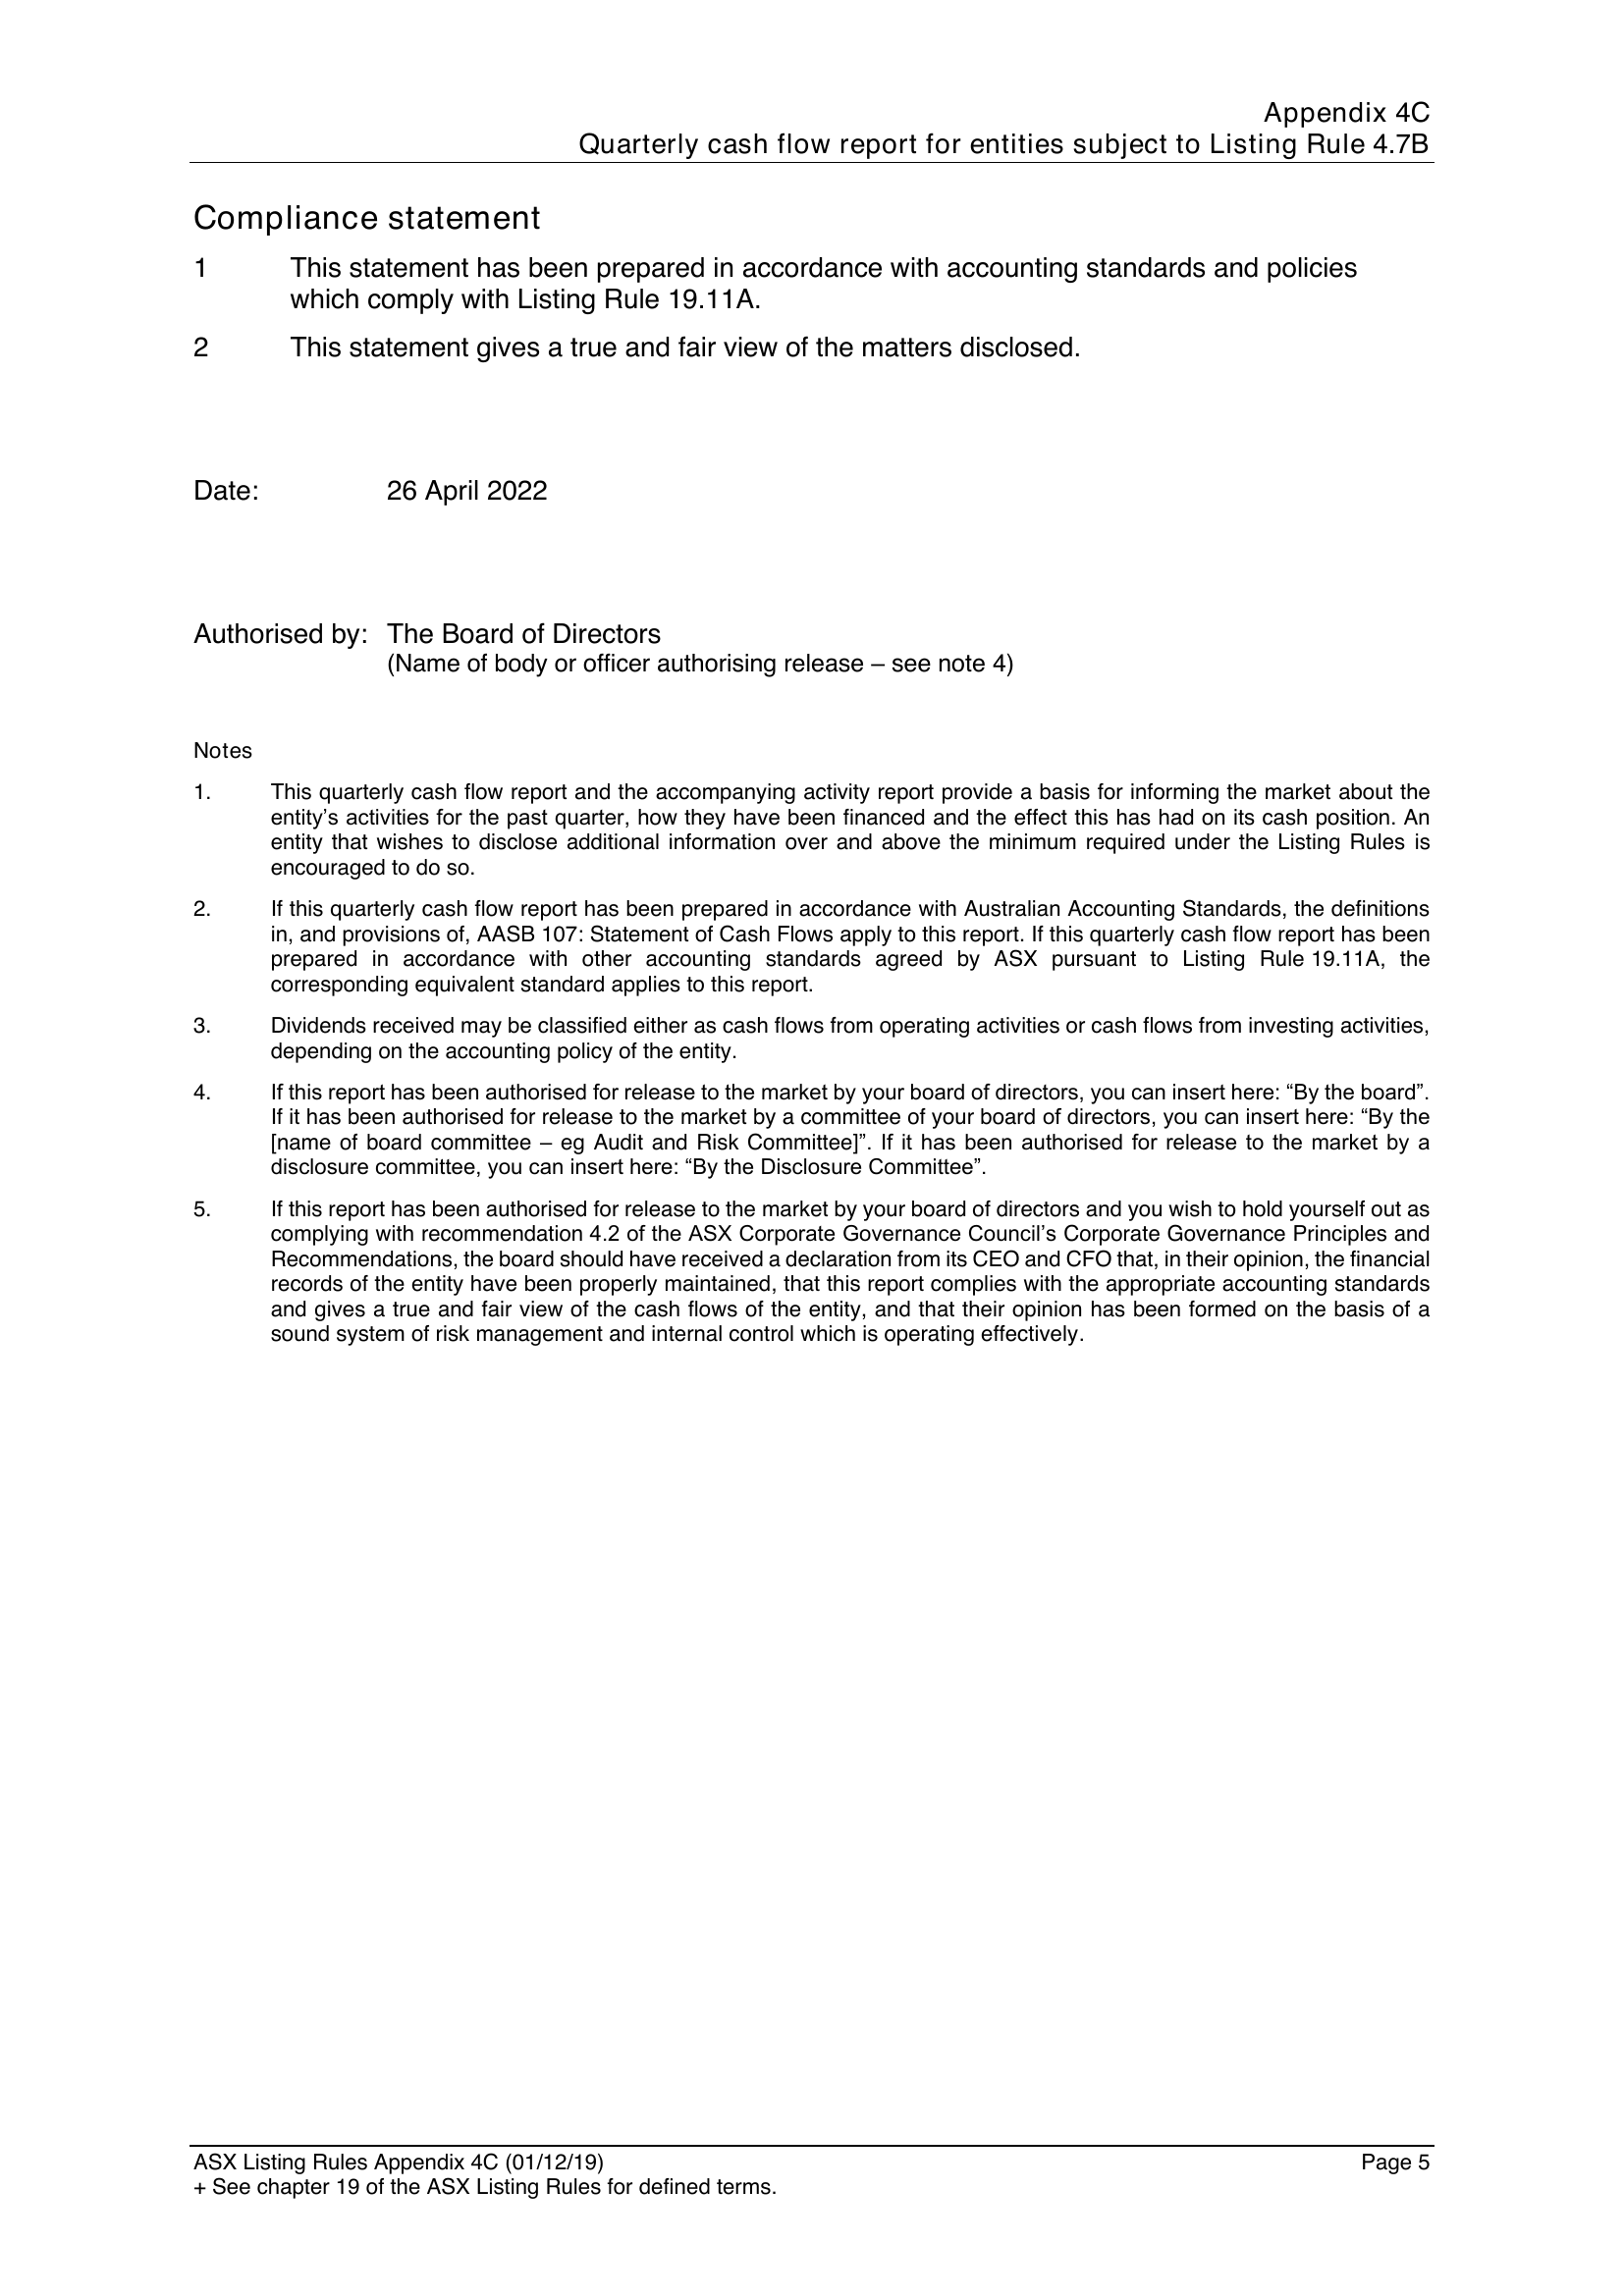 Appendix 4C
Quarterly cash flow report for entities subject to Listing Rule 4.7B
Compliance statement
1 This statement has been prepared in accordance with accounting standards and policies
which comply with Listing Rule 19.11A.
2 This statement gives a true and fair view of the matters disclosed.
Date: 26 April 2022
Authorised by: The Board of Directors
(Name of body or officer authorising release – see note 4)
Notes
1. This quarterly cash flow report and the accompanying activity report provide a basis for informing the market about the
entity’s activities for the past quarter, how they have been financed and the effect this has had on its cash position. An
entity that wishes to disclose additional information over and above the minimum required under the Listing Rules is
encouraged to do so.
2. If this quarterly cash flow report has been prepared in accordance with Australian Accounting Standards, the definitions
in, and provisions of, AASB 107: Statement of Cash Flows apply to this report. If this quarterly cash flow report has been
prepared in accordance with other accounting standards agreed by ASX pursuant to Listing Rule 19.11A, the
corresponding equivalent standard applies to this report.
3. Dividends received may be classified either as cash flows from operating activities or cash flows from investing activities,
depending on the accounting policy of the entity.
4. If this report has been authorised for release to the market by your board of directors, you can insert here: “By the board”.
If it has been authorised for release to the market by a committee of your board of directors, you can insert here: “By the
[name of board committee – eg Audit and Risk Committee]”. If it has been authorised for release to the market by a
disclosure committee, you can insert here: “By the Disclosure Committee”.
5. If this report has been authorised for release to the market by your board of directors and you wish to hold yourself out as
complying with recommendation 4.2 of the ASX Corporate Governance Council’s Corporate Governance Principles and
Recommendations, the board should have received a declaration from its CEO and CFO that, in their opinion, the financial
records of the entity have been properly maintained, that this report complies with the appropriate accounting standards
and gives a true and fair view of the cash flows of the entity, and that their opinion has been formed on the basis of a
sound system of risk management and internal control which is operating effectively.
ASX Listing Rules Appendix 4C (01/12/19) Page 5
+ See chapter 19 of the ASX Listing Rules for defined terms.